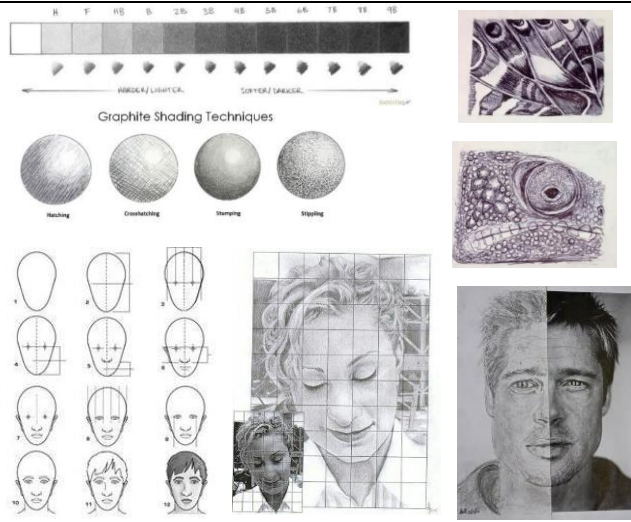 H F HB B 2B 3B 4B 5B 6B 7B 8B 9B
HARDER/LIGHTER SOFTER/DARKER
Graphite Shading Techniques
Hatching Crosshatching Stumping Stippling
1 2 3
4 5 6
7 8 9
10 11 12